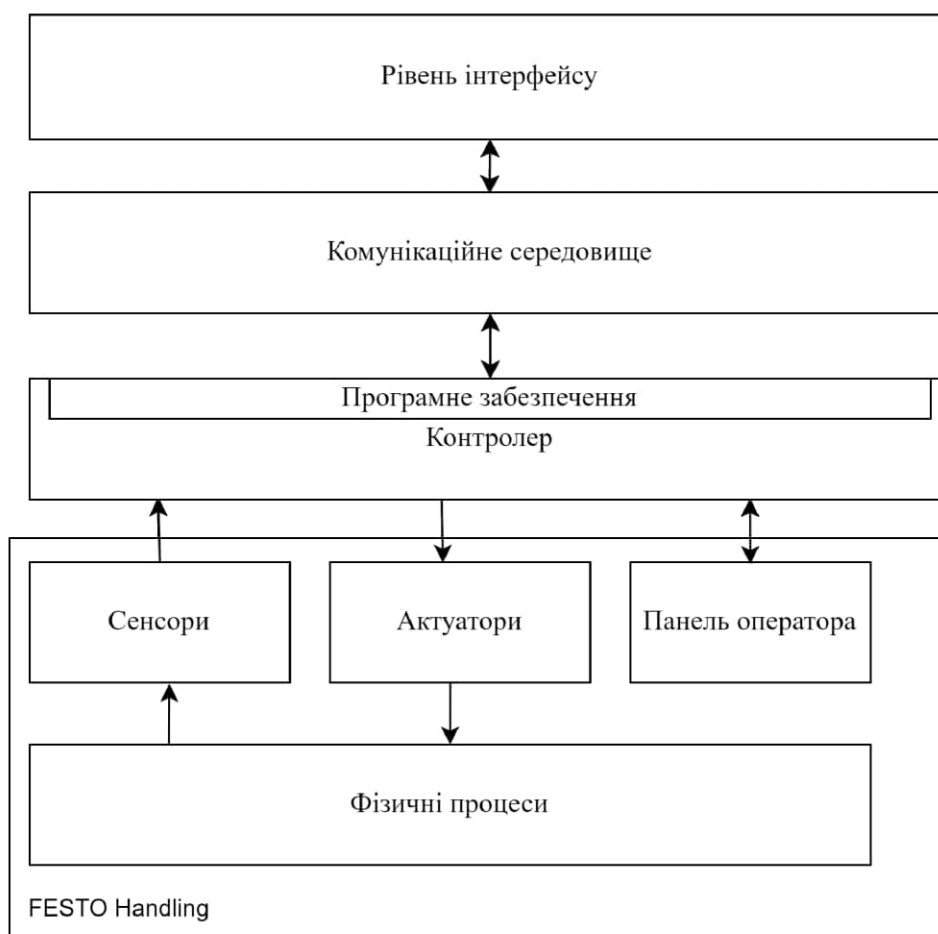 Рівень інтерфейсу
Комунікаційне середовище
Програмне забезпечення
Контролер
Сенсори
Актуатори
Панель оператора
Фізичні процеси
FESTO Handling